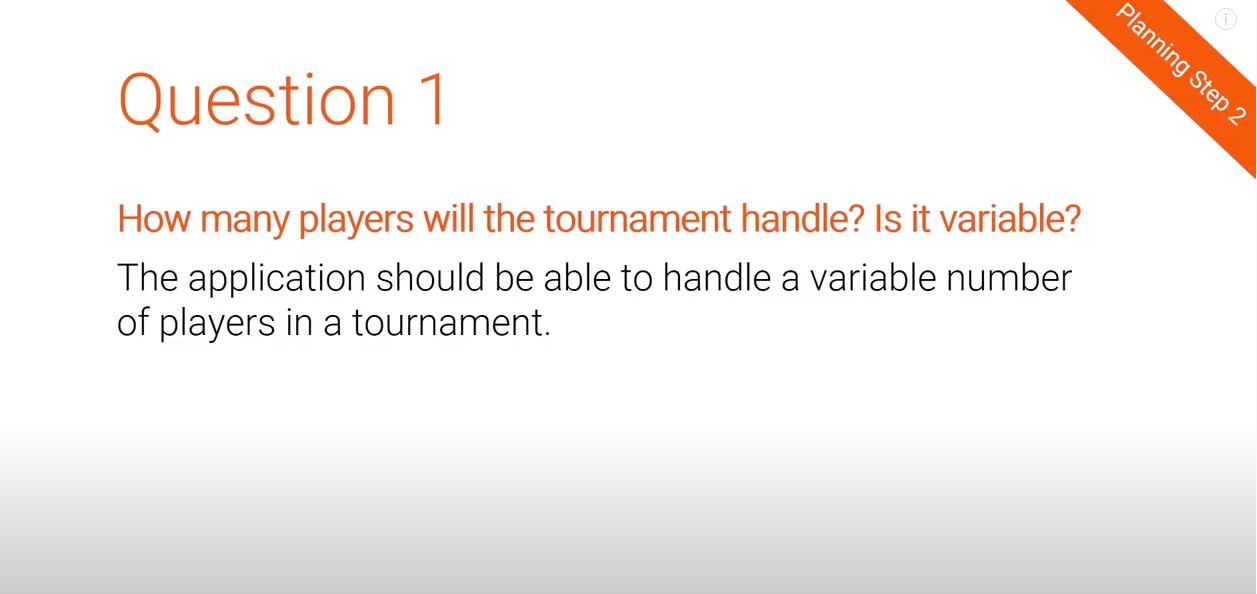 Planning Step 2
Question 1
How many players will the tournament handle? Is it variable?
The application should be able to handle a variable number
of players in a tournament.